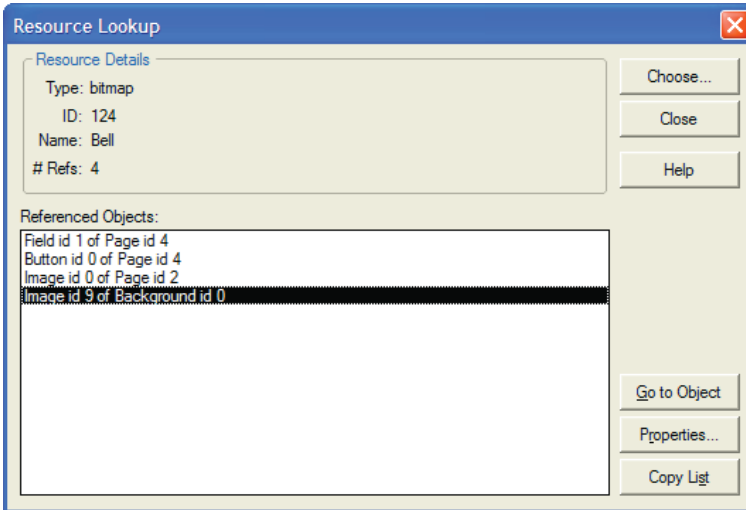 Resource Lookup
Resource Details
Type: bitmap
ID: 124
Name: Bell
# Refs: 4
Choose...
Close
Help
Referenced Objects:
Field id 1 of Page id 4
Button id 0 of Page id 4
Image id 0 of Page id 2
Image id 9 of Background id 0
Go to Object
Properties...
Copy List